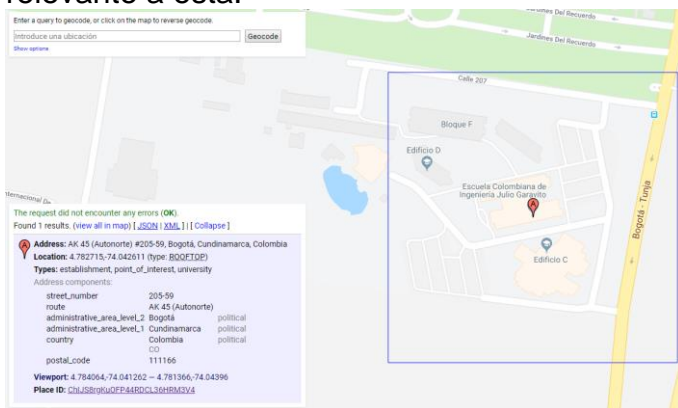 relevante a esta.
Enter a query to geocode, or click on the map to reverse geocode.
Introduce una ubicación
Geocode
Show options
Jardines Del Recuerdo
Jardines Del Recuerdo
Calle 207
Bloque F
Edificio D
Escuela Colombiana de
Ingeniería Julio Garavito
A
Edificio C
Bogotá - Tunja
The request did not encounter any errors (OK).
Found 1 results. (view all in map) [ JSON | XML ] | [ Collapse ]
A
Address: AK 45 (Autonorte) #205-59, Bogotá, Cundinamarca, Colombia
Location: 4.782715,-74.042611 (type: ROOFTOP)
Types: establishment, point_of_interest, university
Address components:
street_number 205-59
route AK 45 (Autonorte)
administrative_area_level_2 Bogotá political
administrative_area_level_1 Cundinamarca political
country Colombia political
CO
postal_code 111166
Viewport: 4.784064,-74.041262 — 4.781366,-74.04396